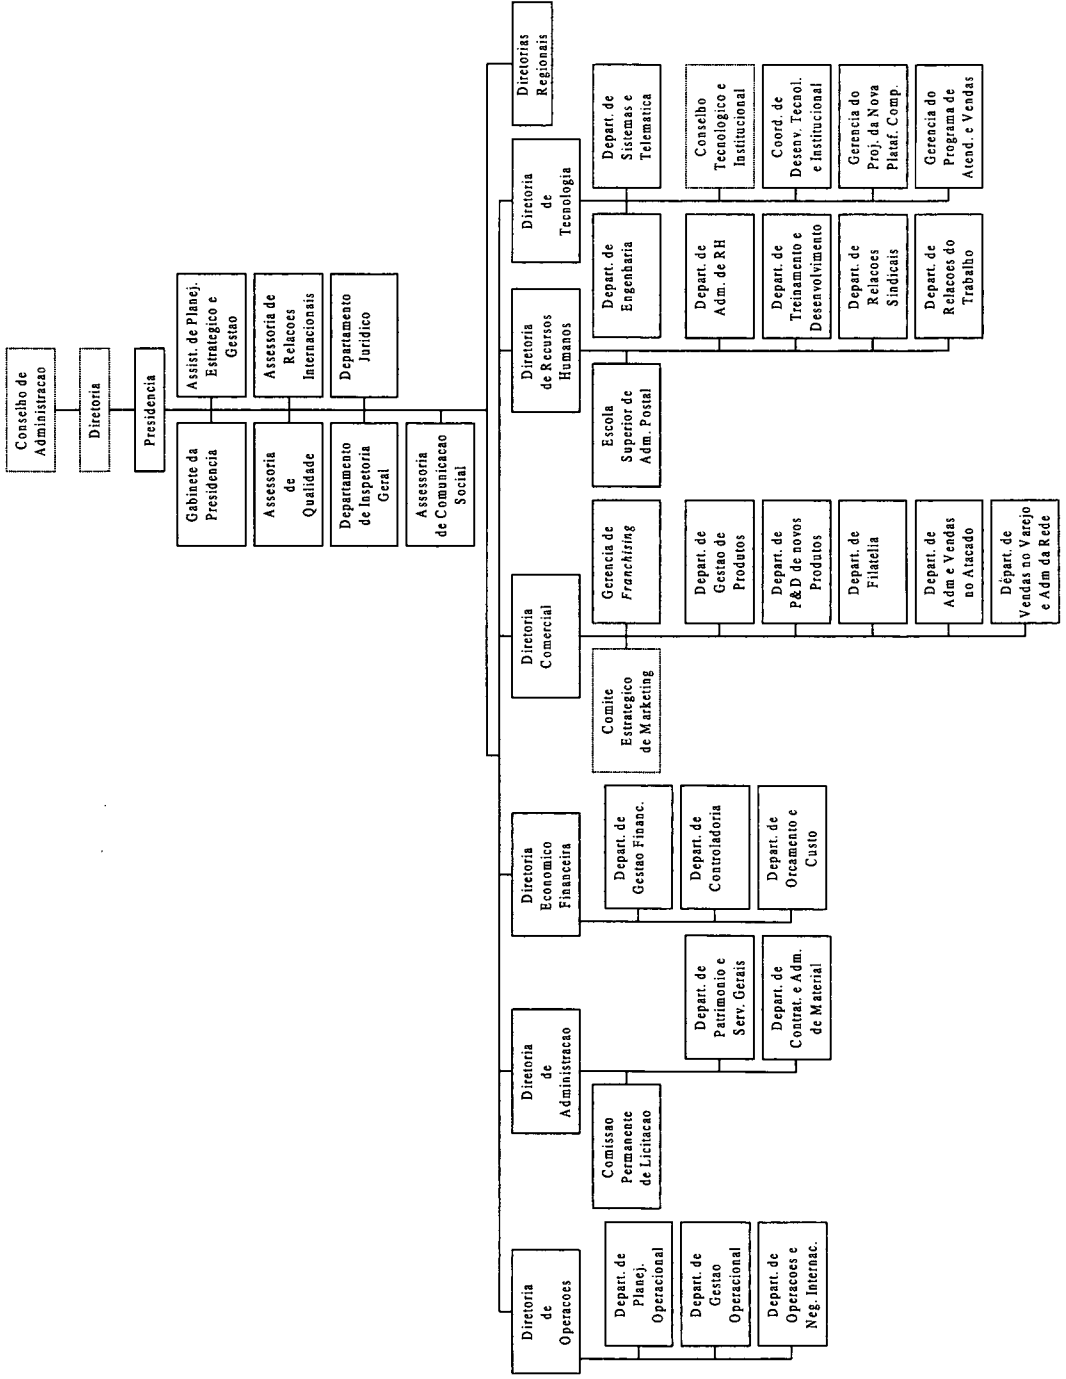 Conselho de
Administracao
Diretoria
Presidencia
Gabinete da
Presidencia
Assist. de Planej.
Estrategico e
Gestao
Assessoria
de
Qualidade
Assessoria de
Relacoes
Internacionais
Departamento
de Inspetoria
Geral
Departamento
Juridico
Assessoria
de Comunicacao
Social
Diretoria
de
Operacoes
Diretoria
de
Administracao
Diretoria
Economico
Financeira
Diretoria
Comercial
Diretoria
de Recursos
Humanos
Diretoria
de
Tecnologia
Diretorias
Regionais
Depart. de
Planej.
Operacional
Depart. de
Gestao
Operacional
Depart. de
Operacoes e
Neg. Internac.
Comissao
Permanente
de Licitacao
Depart. de
Patrimonio e
Serv. Gerais
Depart. de
Contrat. e Adm.
de Material
Depart. de
Gestao Financ.
Depart. de
Controladoria
Depart. de
Orcamento e
Custo
Comite
Estrategico
de Marketing
Gerencia de
Franchising
Depart. de
Gestao de
Produtos
Depart. de
P&D de novos
Produtos
Depart. de
Filatelia
Depart. de
Adm e Vendas
no Atacado
Départ. de
Vendas no Varejo
e Adm da Rede
Escola
Superior de
Adm. Postal
Depart. de
Adm. de RH
Depart. de
Treinamento e
Desenvolvimento
Depart. de
Relacoes
Sindicais
Depart. de
Relacoes do
Trabalho
Depart. de
Engenharia
Depart. de
Sistemas e
Telematica
Conselho
Tecnologico e
Institucional
Coord. de
Desenv. Tecnol.
e Institucional
Gerencia do
Proj. da Nova
Plataf. Comp.
Gerencia do
Programa de
Atend. e Vendas